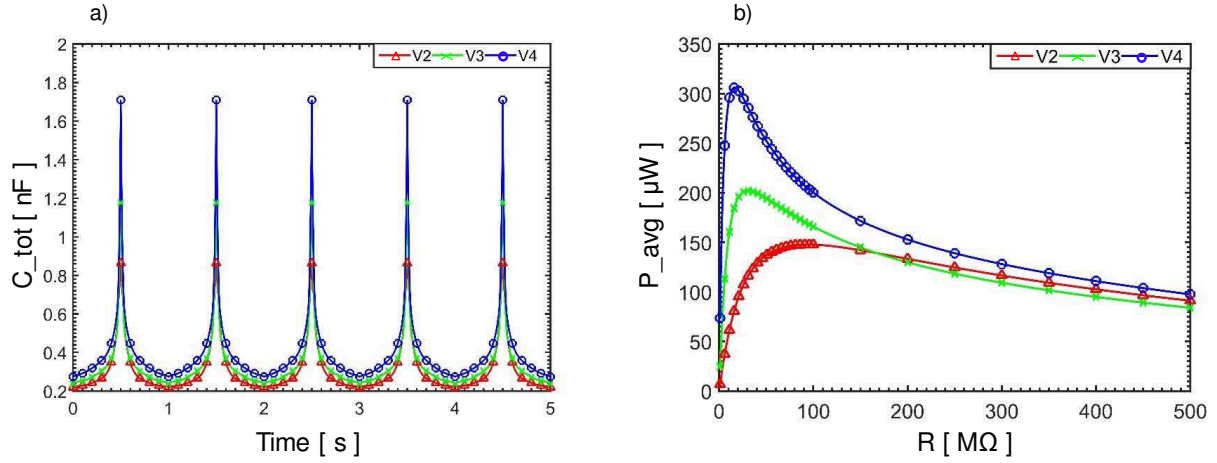 a)
C_tot [ nF ]
2
1.8
1.6
1.4
1.2
1
0.8
0.6
0.4
0.2
V2 V3 V4
0 1 2 3 4 5
Time [ s ]
b)
P_avg [ µW ]
350
300
250
200
150
100
50
0
V2 V3 V4
0 100 200 300 400 500
R [ MΩ ]